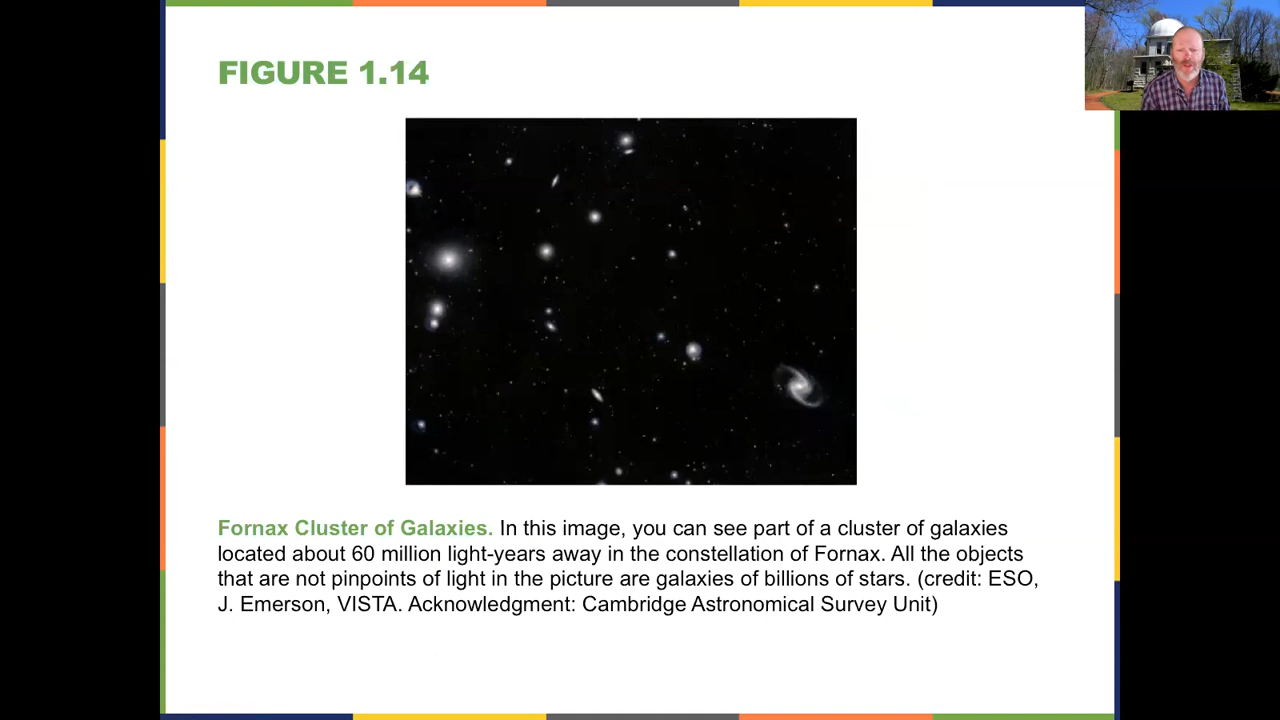 FIGURE 1.14
Fornax Cluster of Galaxies. In this image, you can see part of a cluster of galaxies
located about 60 million light-years away in the constellation of Fornax. All the objects
that are not pinpoints of light in the picture are galaxies of billions of stars. (credit: ESO,
J. Emerson, VISTA. Acknowledgment: Cambridge Astronomical Survey Unit)